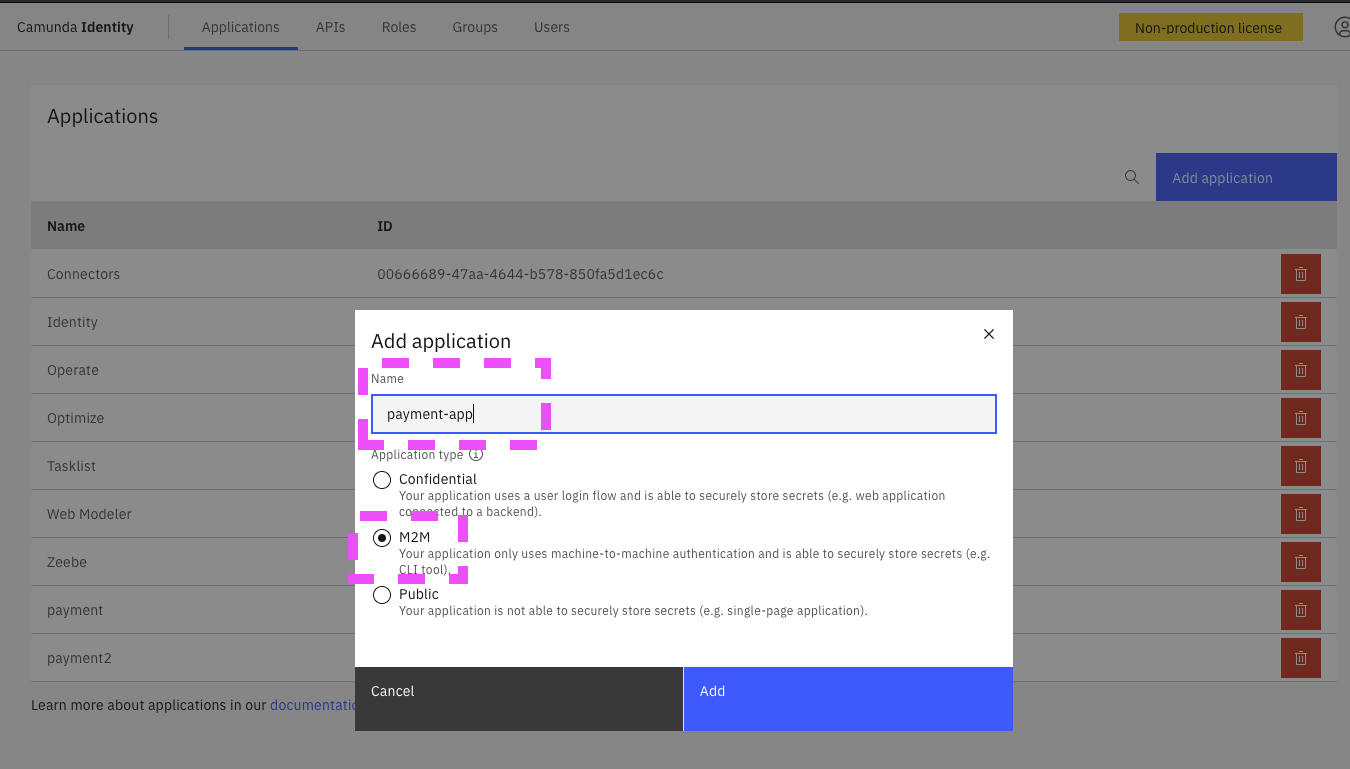 Camunda Identity Applications APIs Roles Groups Users Non-production license
Applications
Add application
Name ID
Connectors 00666689-47aa-4644-b578-850fa5d1ec6c
Identity
Operate
Optimize
Tasklist
Web Modeler
Zeebe
payment
payment2
Learn more about applications in our documentatio
Add application
Name
payment-app
Application type
Confidential
Your application uses a user login flow and is able to securely store secrets (e.g. web application
connected to a backend).
M2M
Your application only uses machine-to-machine authentication and is able to securely store secrets (e.g.
CLI tool).
Public
Your application is not able to securely store secrets (e.g. single-page application).
Cancel Add